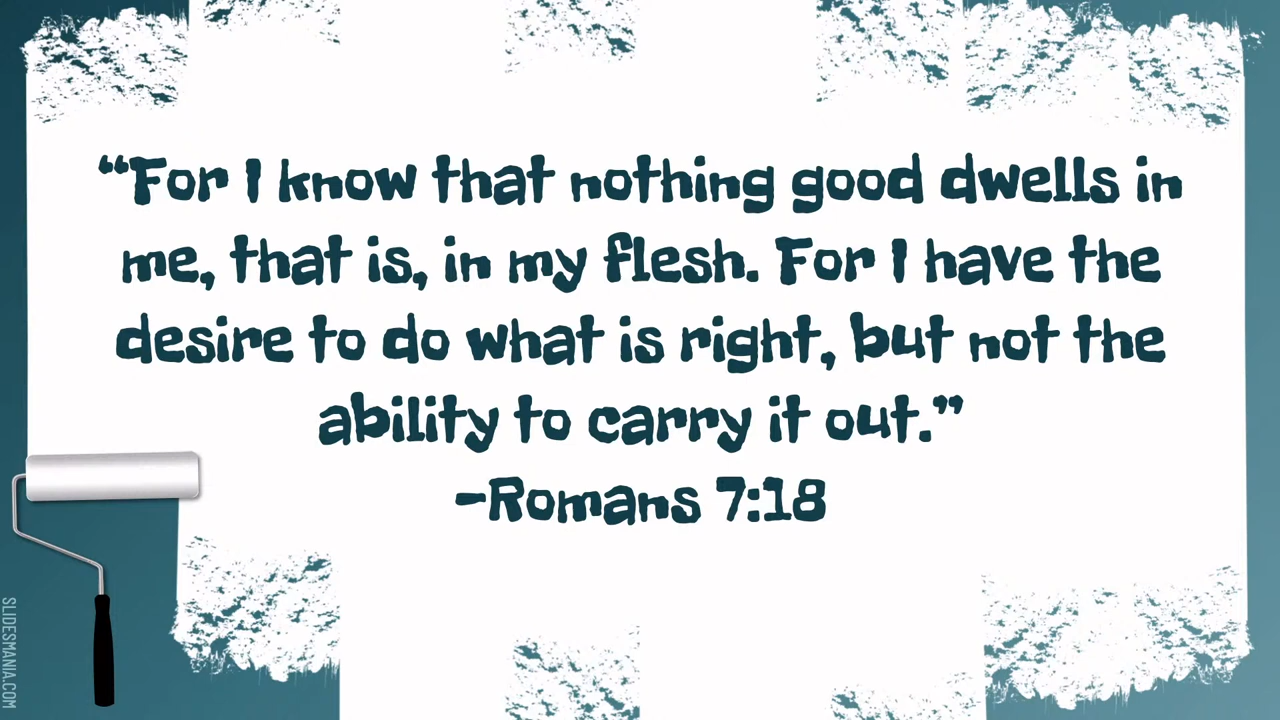 “For I know that nothing good dwells in
me, that is, in my flesh. For I have the
desire to do what is right, but not the
ability to carry it out.”
-Romans 7:18
SLIDESMANIA.COM